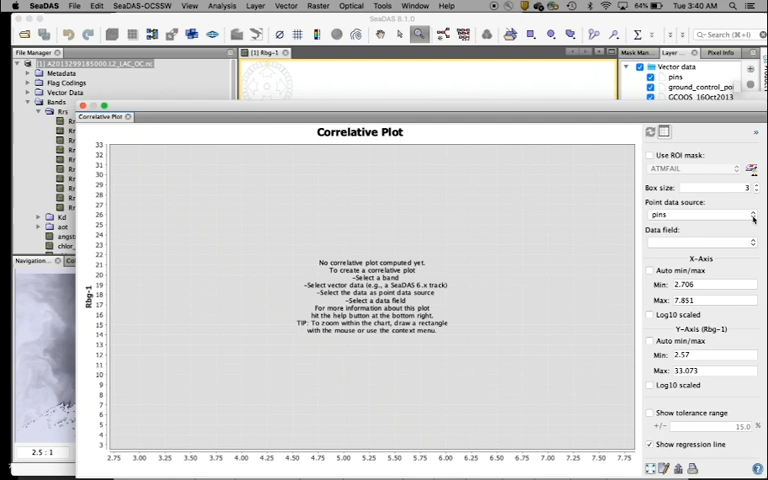 SeaDAS File Edit SeaDAS-OCSSW View Analysis Layer Vector Raster Optical Tools Window Help 64% Tue 3:40 AM
SeaDAS 8.1.0
Search (⌘+I)
File Manager
[1] Rbg-1
Mask Man...
Layer ...
Pixel Info
[1] A2013299185000.L2_LAC_OC.nc
Metadata
Flag Codings
Vector Data
Bands
Rrs
Kd
aot
angst
chlor_
Vector data
pins
ground_control_poi
GCOOS_16Oct2013
Navigation...
Co
2.5 : 1
Correlative Plot
Correlative Plot
33
32
31
30
29
28
27
26
25
24
23
22
21
20
19
18
17
16
15
14
13
12
11
10
9
8
7
6
5
4
3
Rbg-1
No correlative plot computed yet.
To create a correlative plot
-Select a band
-Select vector data (e.g., a SeaDAS 6.x track)
-Select the data as point data source
-Select a data field
For more information about this plot
hit the help button at the bottom right.
TIP: To zoom within the chart, draw a rectangle
with the mouse or use the context menu.
2.75 3.00 3.25 3.50 3.75 4.00 4.25 4.50 4.75 5.00 5.25 5.50 5.75 6.00 6.25 6.50 6.75 7.00 7.25 7.50 7.75
Use ROI mask:
ATMFAIL
Box size: 3
Point data source:
pins
Data field:
X-Axis
Auto min/max
Min: 2.706
Max: 7.851
Log10 scaled
Y-Axis (Rbg-1)
Auto min/max
Min: 2.57
Max: 33.073
Log10 scaled
Show tolerance range
+/- 15.0 %
Show regression line